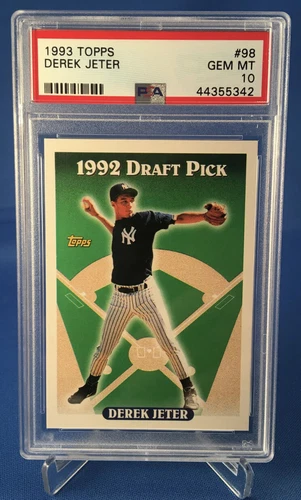 1993 TOPPS #98
DEREK JETER GEM MT
PSA 10
44355342
1992 DRAFT PICK
Topps
NY
DEREK JETER